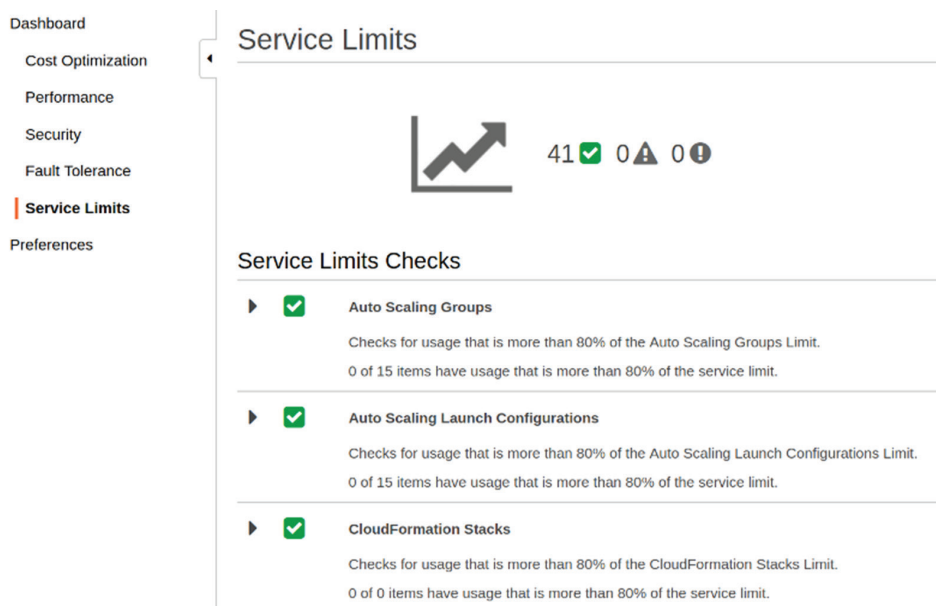 Dashboard
Cost Optimization
Performance
Security
Fault Tolerance
Service Limits
Preferences
Service Limits
41 0 0
Service Limits Checks
Auto Scaling Groups
Checks for usage that is more than 80% of the Auto Scaling Groups Limit.
0 of 15 items have usage that is more than 80% of the service limit.
Auto Scaling Launch Configurations
Checks for usage that is more than 80% of the Auto Scaling Launch Configurations Limit.
0 of 15 items have usage that is more than 80% of the service limit.
CloudFormation Stacks
Checks for usage that is more than 80% of the CloudFormation Stacks Limit.
0 of 0 items have usage that is more than 80% of the service limit.